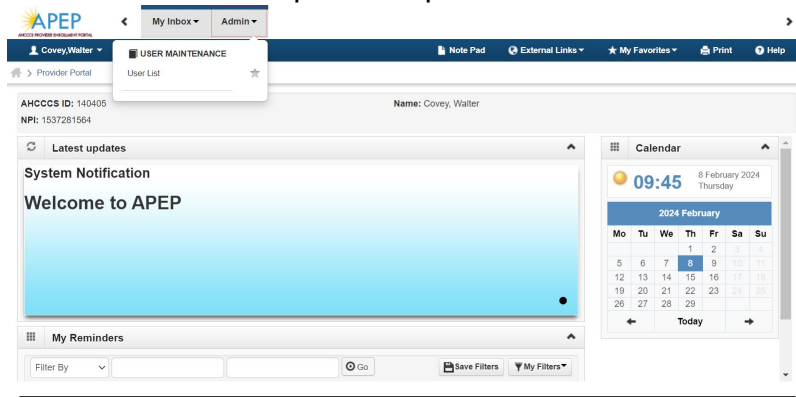 APEP
AHCCCS PROVIDER ENROLLMENT PORTAL
My Inbox
Admin
Covey,Walter
Note Pad
External Links
My Favorites
Print
Help
USER MAINTENANCE
User List
> Provider Portal
AHCCCS ID: 140405
Name: Covey, Walter
NPI: 1537281564
Latest updates
System Notification
Welcome to APEP
Calendar
09:45
8 February 2024
Thursday
2024 February
Mo Tu We Th Fr Sa Su
1 2 3 4
5 6 7 8 9 10 11
12 13 14 15 16 17 18
19 20 21 22 23 24 25
26 27 28 29
Today
My Reminders
Filter By
Go
Save Filters
My Filters